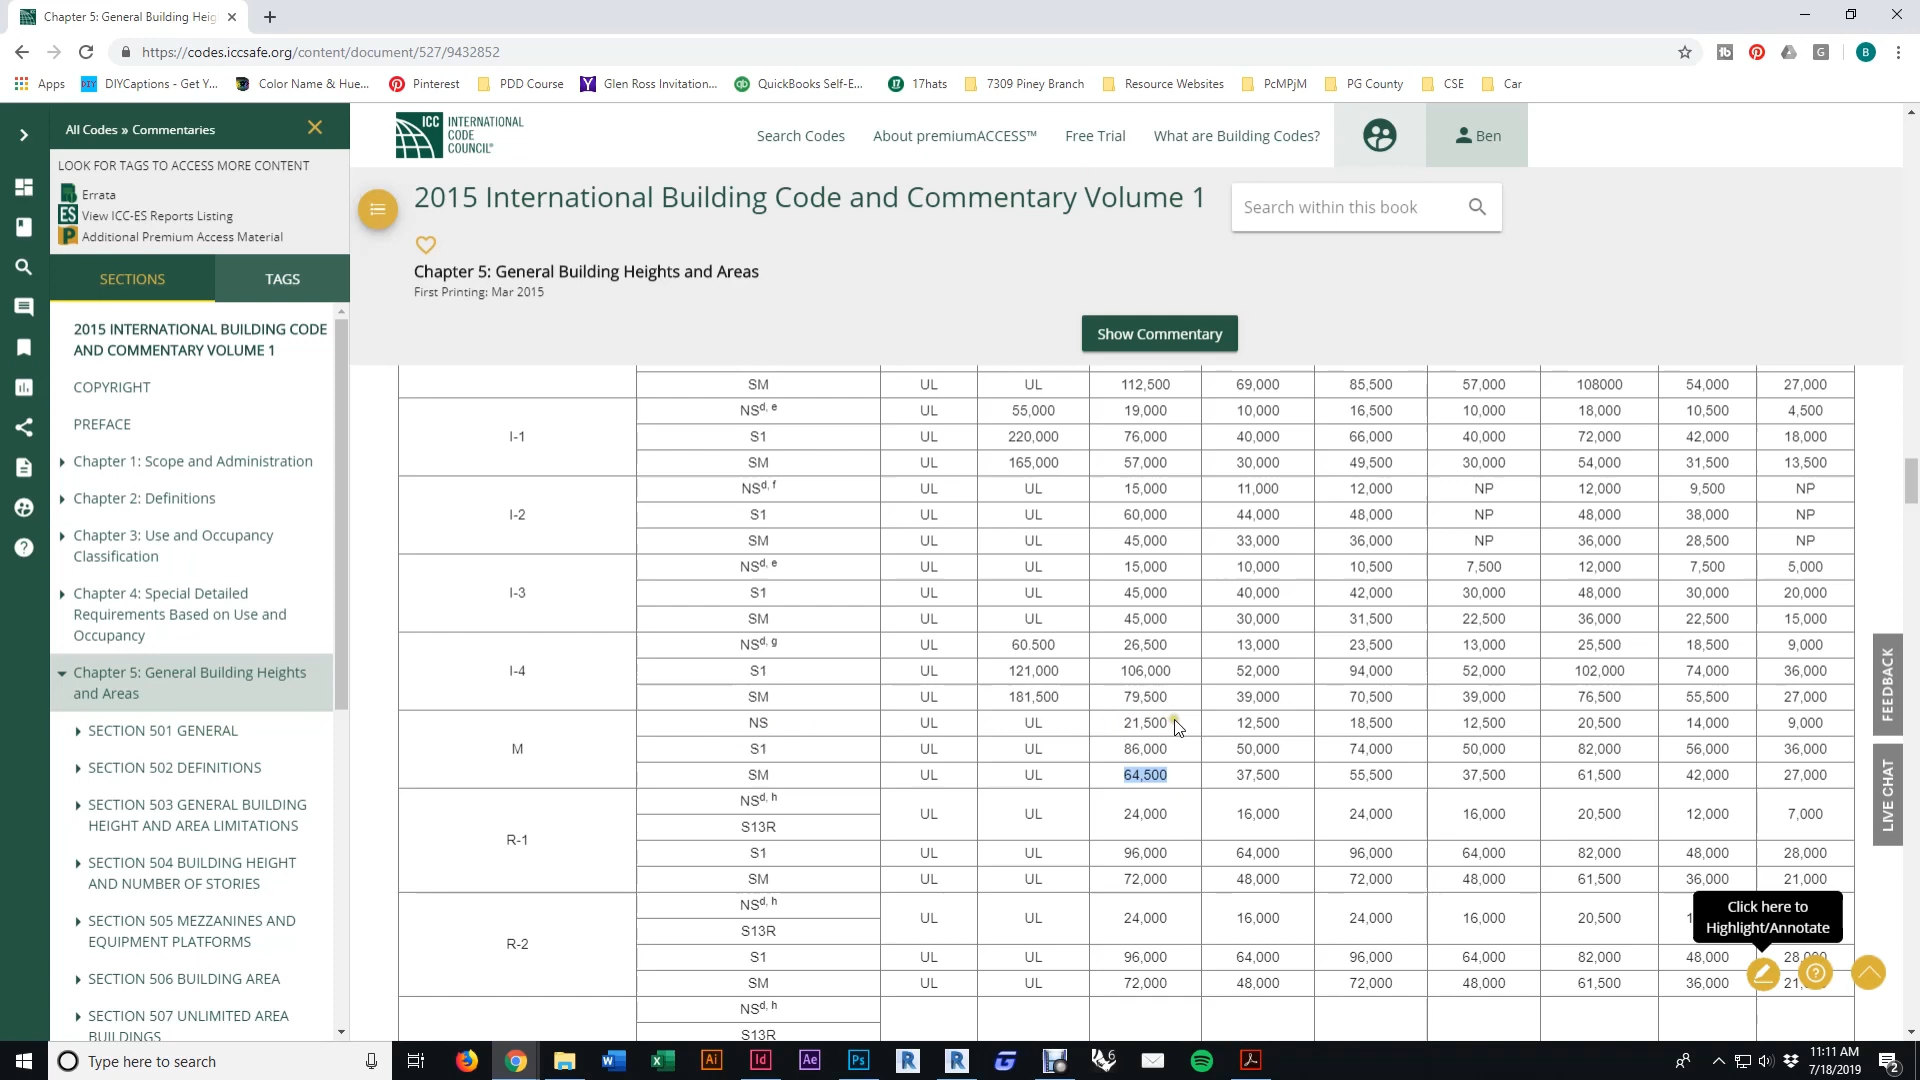 Chapter 5: General Building Heig
https://codes.iccsafe.org/content/document/527/9432852
Apps DIYCaptions - Get Y... Color Name & Hue... Pinterest PDD Course Glen Ross Invitation... QuickBooks Self-E... 17hats 7309 Piney Branch Resource Websites PcMPjM PG County CSE Car
All Codes » Commentaries
LOOK FOR TAGS TO ACCESS MORE CONTENT
Errata
ES View ICC-ES Reports Listing
P Additional Premium Access Material
SECTIONS TAGS
2015 INTERNATIONAL BUILDING CODE
AND COMMENTARY VOLUME 1
COPYRIGHT
PREFACE
Chapter 1: Scope and Administration
Chapter 2: Definitions
Chapter 3: Use and Occupancy
Classification
Chapter 4: Special Detailed
Requirements Based on Use and
Occupancy
Chapter 5: General Building Heights
and Areas
SECTION 501 GENERAL
SECTION 502 DEFINITIONS
SECTION 503 GENERAL BUILDING
HEIGHT AND AREA LIMITATIONS
SECTION 504 BUILDING HEIGHT
AND NUMBER OF STORIES
SECTION 505 MEZZANINES AND
EQUIPMENT PLATFORMS
SECTION 506 BUILDING AREA
SECTION 507 UNLIMITED AREA
BUILDINGS
ICC INTERNATIONAL
CODE
COUNCIL®
Search Codes About premiumACCESS™ Free Trial What are Building Codes? Ben
2015 International Building Code and Commentary Volume 1
Search within this book
Chapter 5: General Building Heights and Areas
First Printing: Mar 2015
Show Commentary
SM UL UL 112,500 69,000 85,500 57,000 108000 54,000 27,000
I-1
NSd, e UL 55,000 19,000 10,000 16,500 10,000 18,000 10,500 4,500
S1 UL 220,000 76,000 40,000 66,000 40,000 72,000 42,000 18,000
SM UL 165,000 57,000 30,000 49,500 30,000 54,000 31,500 13,500
I-2
NSd, f UL UL 15,000 11,000 12,000 NP 12,000 9,500 NP
S1 UL UL 60,000 44,000 48,000 NP 48,000 38,000 NP
SM UL UL 45,000 33,000 36,000 NP 36,000 28,500 NP
I-3
NSd, e UL UL 15,000 10,000 10,500 7,500 12,000 7,500 5,000
S1 UL UL 45,000 40,000 42,000 30,000 48,000 30,000 20,000
SM UL UL 45,000 30,000 31,500 22,500 36,000 22,500 15,000
I-4
NSd, g UL 60.500 26,500 13,000 23,500 13,000 25,500 18,500 9,000
S1 UL 121,000 106,000 52,000 94,000 52,000 102,000 74,000 36,000
SM UL 181,500 79,500 39,000 70,500 39,000 76,500 55,500 27,000
M
NS UL UL 21,500 12,500 18,500 12,500 20,500 14,000 9,000
S1 UL UL 86,000 50,000 74,000 50,000 82,000 56,000 36,000
SM UL UL 64,500 37,500 55,500 37,500 61,500 42,000 27,000
R-1
NSd, h
UL UL 24,000 16,000 24,000 16,000 20,500 12,000 7,000
S13R
S1 UL UL 96,000 64,000 96,000 64,000 82,000 48,000 28,000
SM UL UL 72,000 48,000 72,000 48,000 61,500 36,000 21,000
R-2
NSd, h
UL UL 24,000 16,000 24,000 16,000 20,500
S13R
S1 UL UL 96,000 64,000 96,000 64,000 82,000 48,000
SM UL UL 72,000 48,000 72,000 48,000 61,500 36,000
NSd, h
S13R
Click here to
Highlight/Annotate
FEEDBACK
LIVE CHAT
Type here to search
11:11 AM
7/18/2019